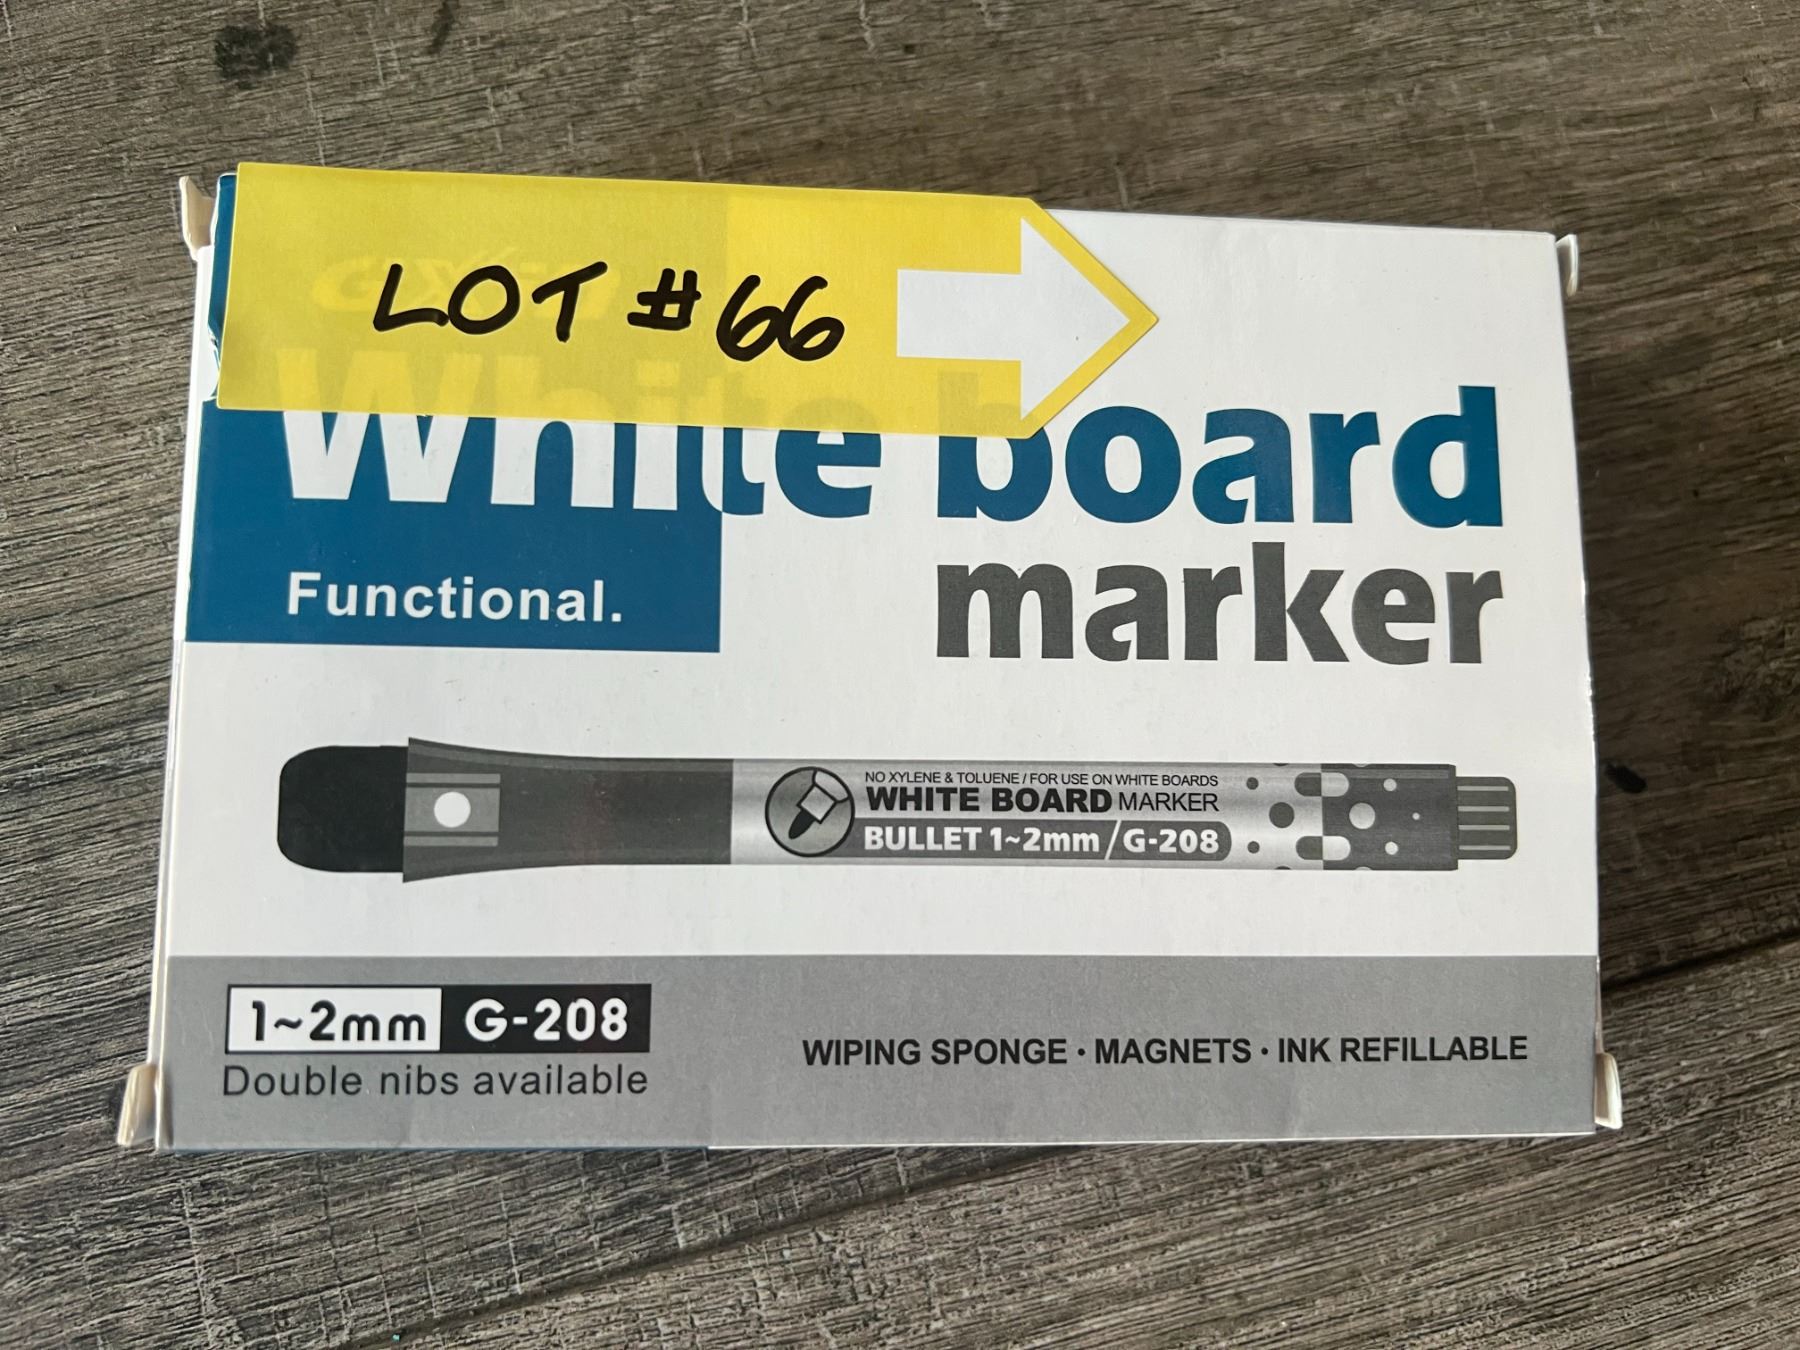 LOT #66
White board
marker
Functional.
NO XYLENE & TOLUENE / FOR USE ON WHITE BOARDS
WHITE BOARD MARKER
BULLET 1~2mm/G-208
1~2mm G-208
Double nibs available
WIPING SPONGE · MAGNETS · INK REFILLABLE